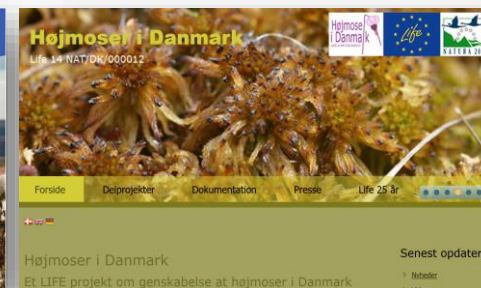 Højmoser i Danmark
Life 14 NAT/DK/000012
Højmose
i Danmark
Life
NATURA 20
Forside
Delprojekter
Dokumentation
Presse
Life 25 år
Højmoser i Danmark
Et LIFE projekt om genskabelse at højmoser i Danmark
Senest opdater
Nyheder